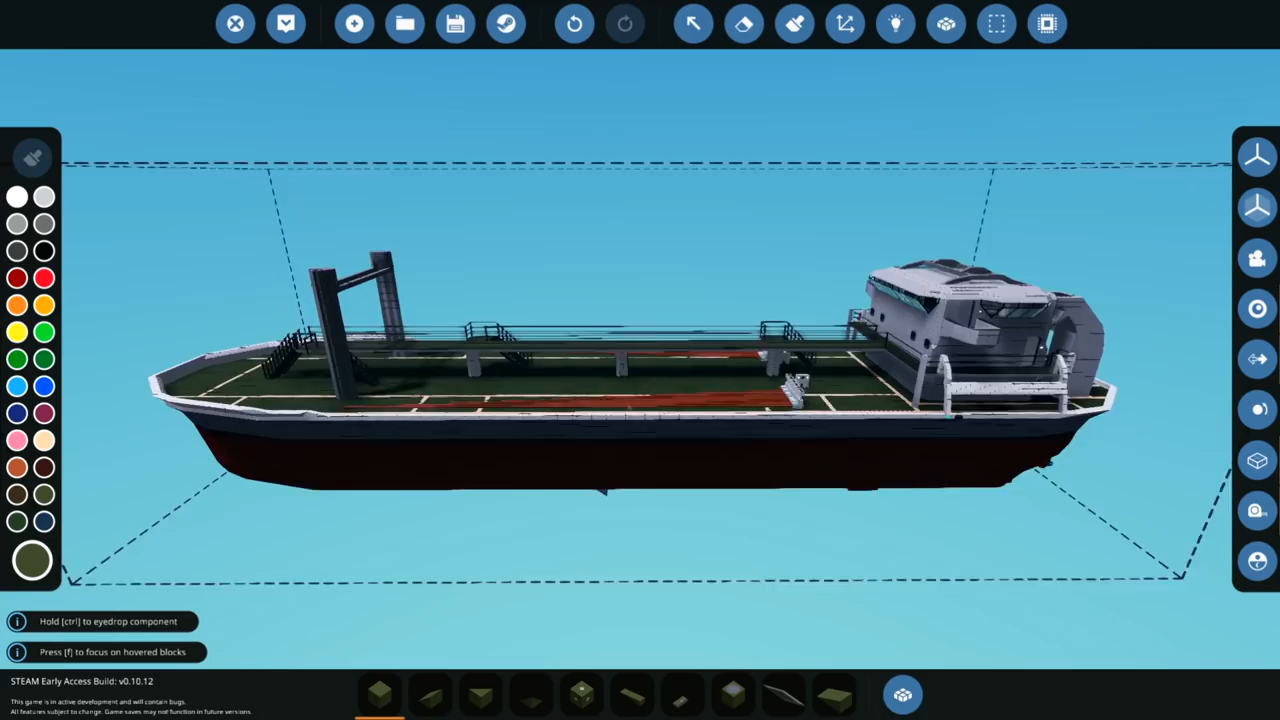 Hold [ctrl] to eyedrop component
Press [f] to focus on hovered blocks
STEAM Early Access Build: v0.10.12
This game is in active development and will contain bugs.
All features subject to change. Game saves may not function in future versions.